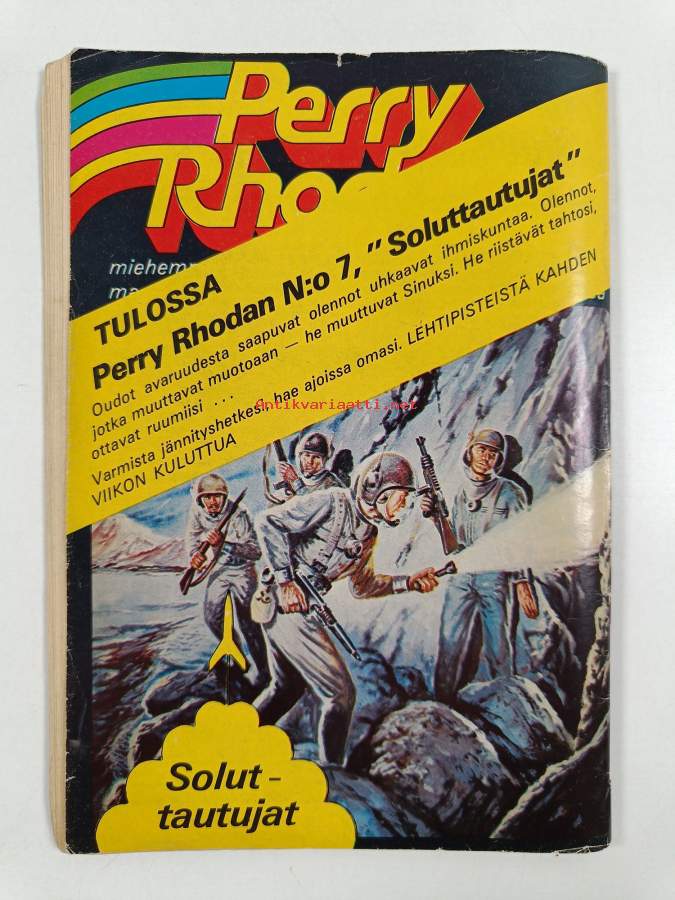 Perry
Rhod
miehemm
ma
TULOSSA
Perry Rhodan N:o 7, "Soluttautujat"
Oudot avaruudesta saapuvat olennot uhkaavat ihmiskuntaa. Olennot,
jotka muuttavat muotoaan — he muuttuvat Sinuksi. He riistävät tahtosi,
ottavat ruumiisi ...
Varmista jännityshetkesi, hae ajoissa omasi. LEHTIPISTEISTÄ KAHDEN
VIIKON KULUTTUA
Antikvariaatti.net
Solut-
tautujat